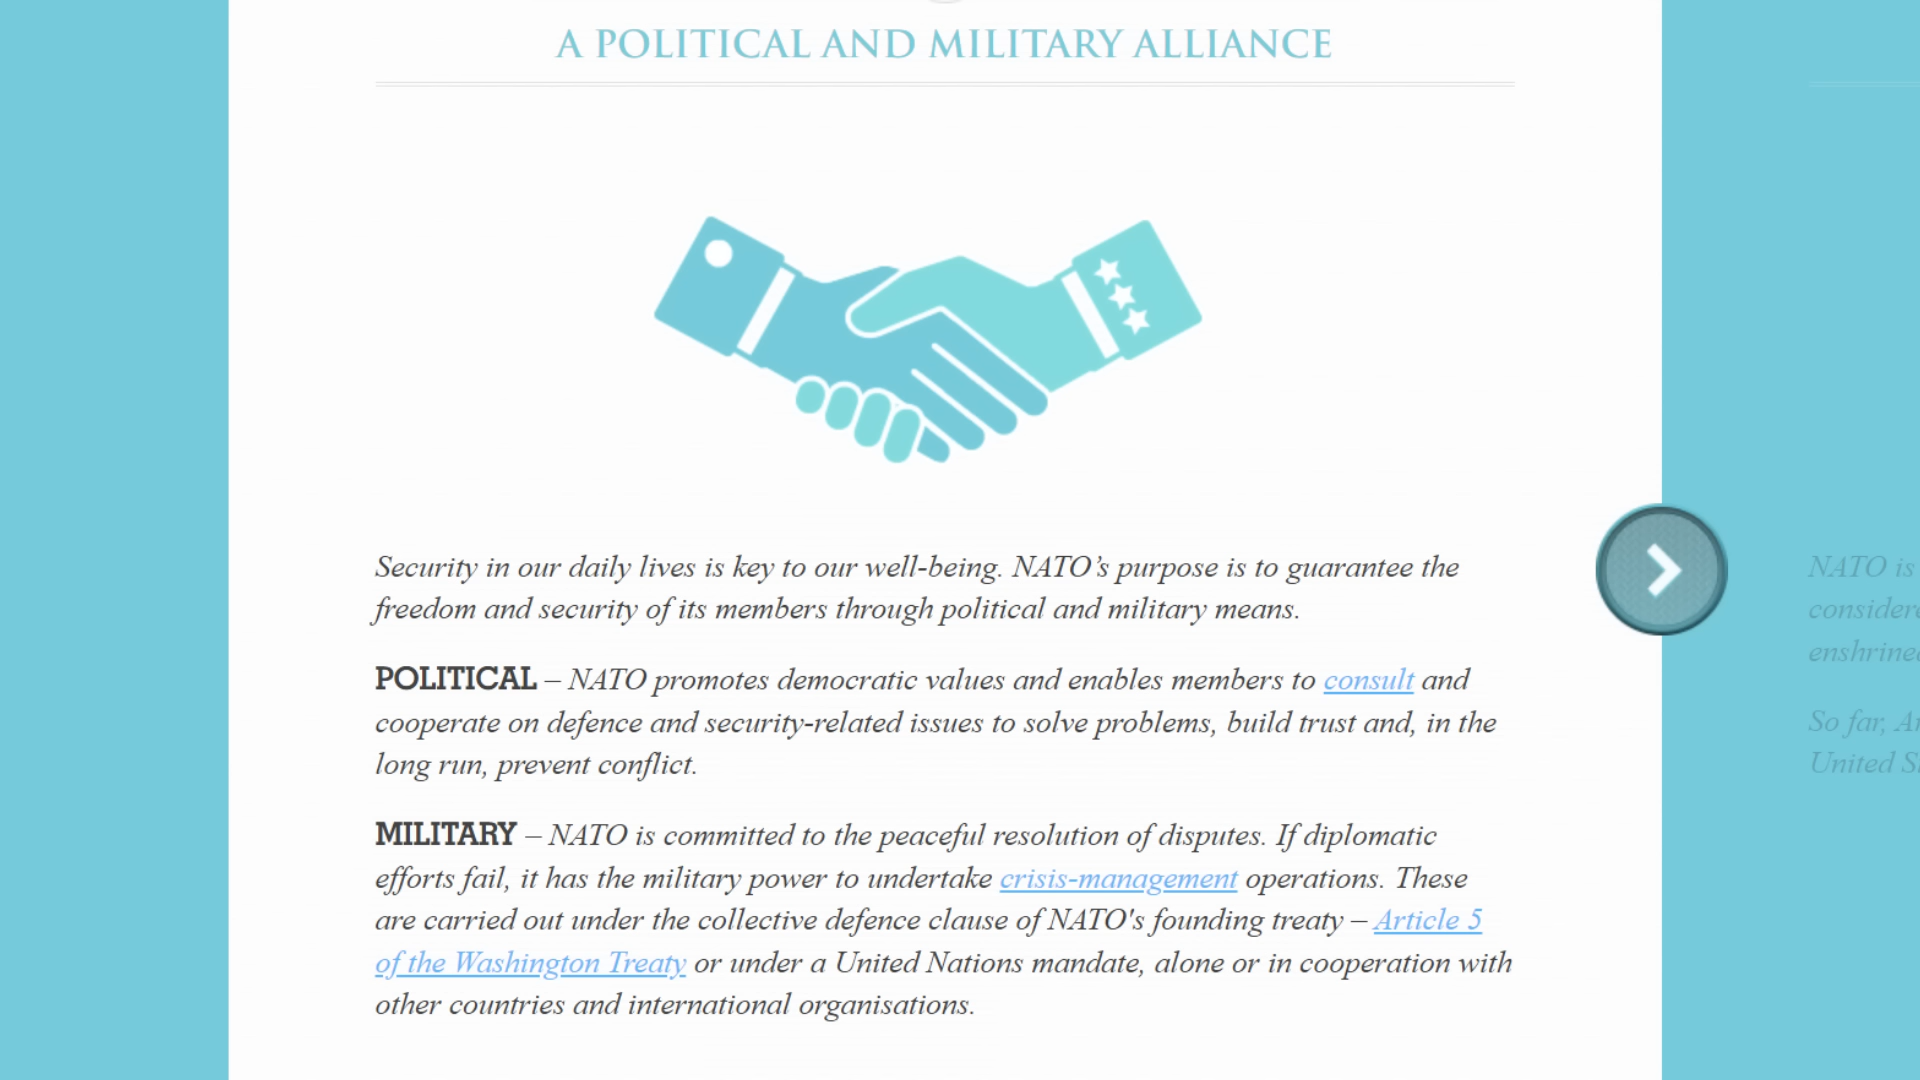 A POLITICAL AND MILITARY ALLIANCE
Security in our daily lives is key to our well-being. NATO’s purpose is to guarantee the
freedom and security of its members through political and military means.
POLITICAL – NATO promotes democratic values and enables members to consult and
cooperate on defence and security-related issues to solve problems, build trust and, in the
long run, prevent conflict.
MILITARY – NATO is committed to the peaceful resolution of disputes. If diplomatic
efforts fail, it has the military power to undertake crisis-management operations. These
are carried out under the collective defence clause of NATO's founding treaty – Article 5
of the Washington Treaty or under a United Nations mandate, alone or in cooperation with
other countries and international organisations.
NATO is
So far,
United